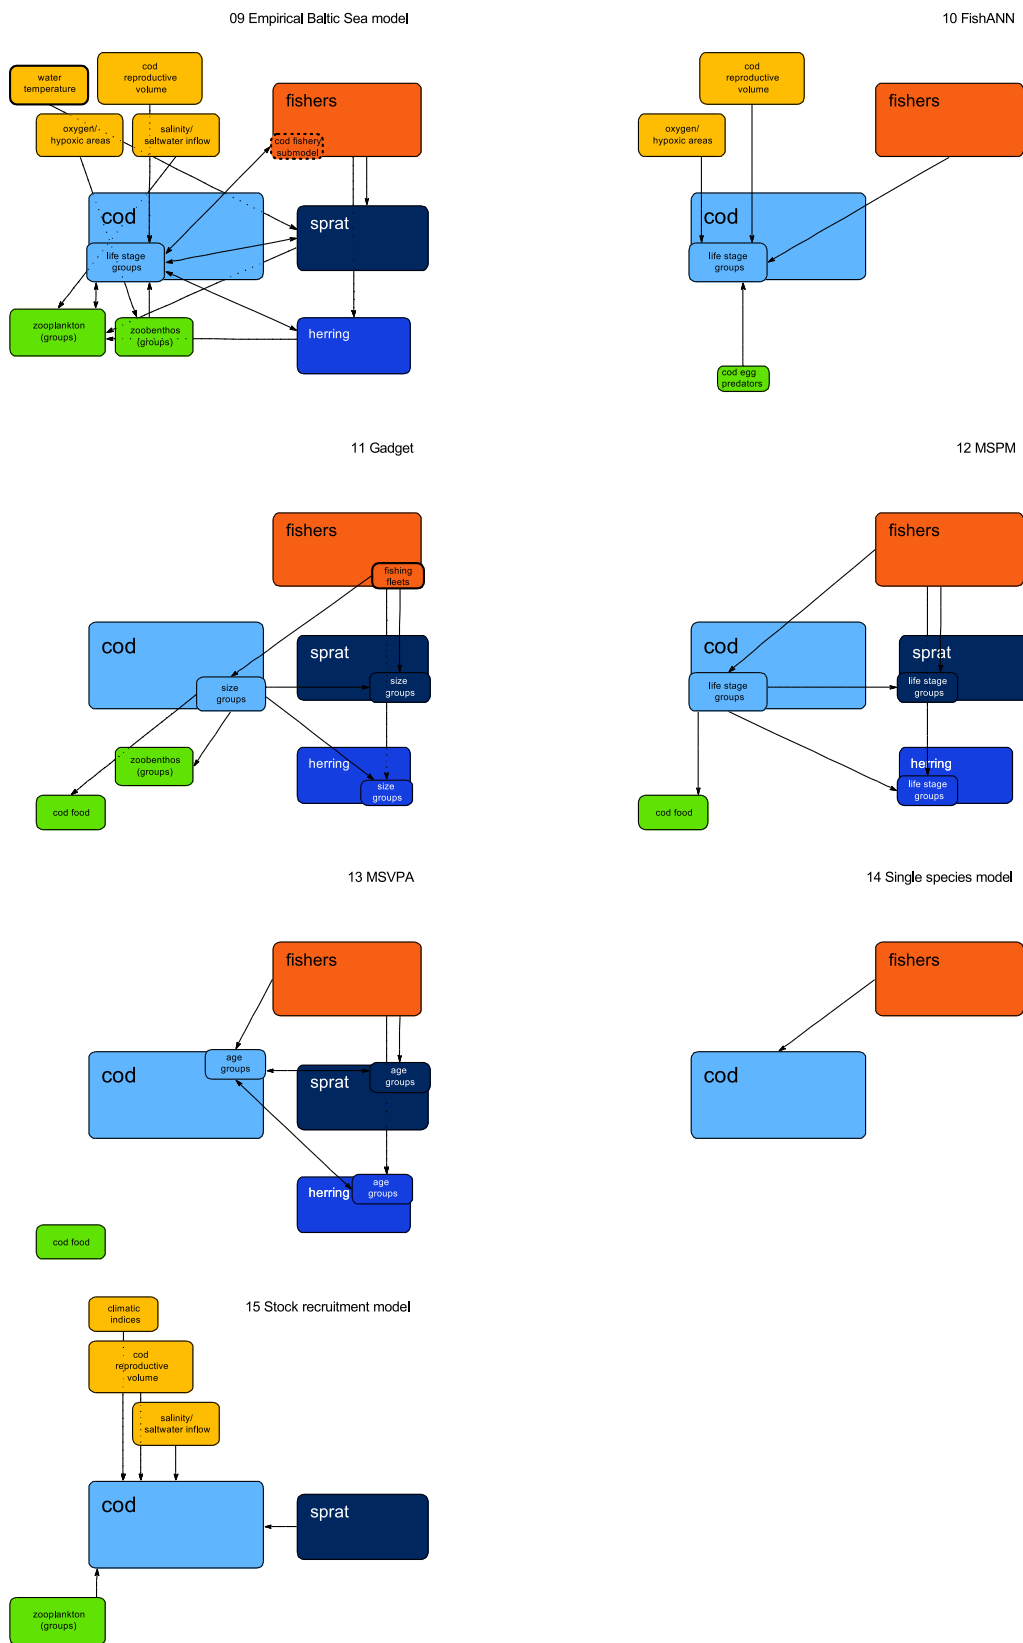 09 Empirical Baltic Sea model
water
temperature
cod
reproductive
volume
oxygen/
hypoxic areas
salinity/
saltwater inflow
fishers
cod fishery
submodel
cod
life stage
groups
sprat
zooplankton
(groups)
zoobenthos
(groups)
herring
10 FishANN
cod
reproductive
volume
oxygen/
hypoxic areas
fishers
cod
life stage
groups
cod egg
predators
11 Gadget
fishers
fishing
fleets
cod
size
groups
sprat
size
groups
zoobenthos
(groups)
herring
size
groups
cod food
12 MSPM
fishers
cod
life stage
groups
sprat
life stage
groups
herring
life stage
groups
cod food
13 MSVPA
fishers
age
groups
cod
age
groups
sprat
age
groups
herring
cod food
14 Single species model
fishers
cod
15 Stock recruitment model
climatic
indices
cod
reproductive
volume
salinity/
saltwater inflow
cod
sprat
zooplankton
(groups)